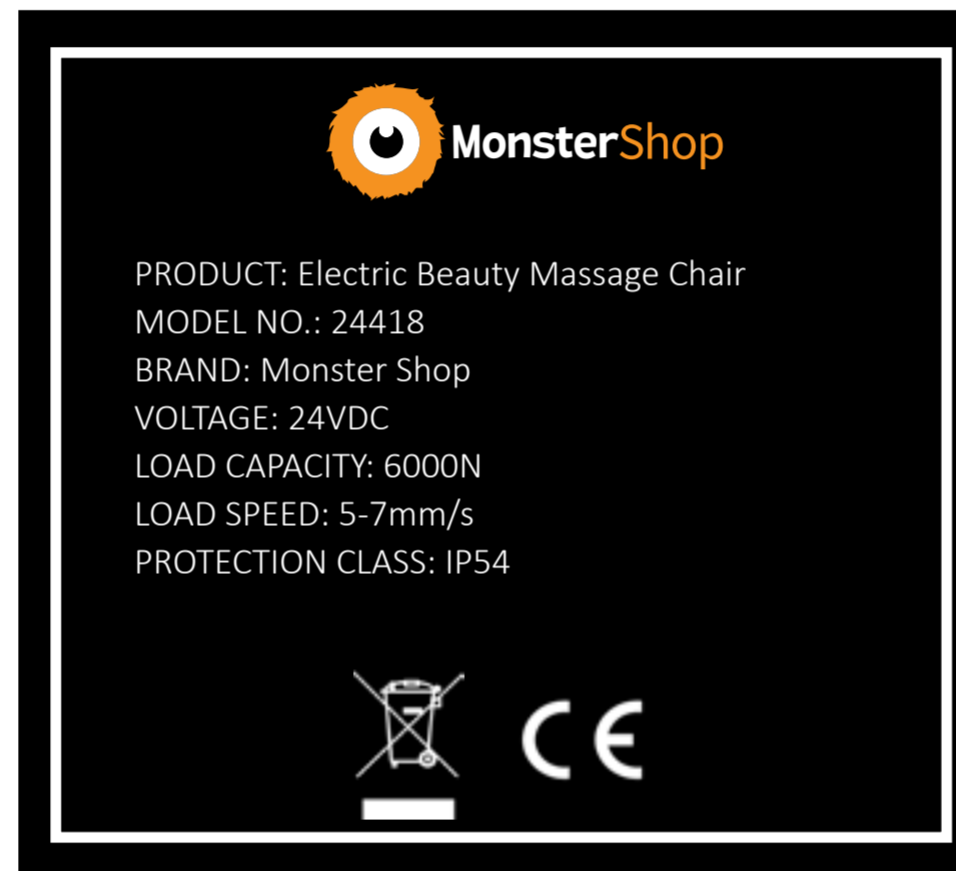 MonsterShop
PRODUCT: Electric Beauty Massage Chair
MODEL NO.: 24418
BRAND: Monster Shop
VOLTAGE: 24VDC
LOAD CAPACITY: 6000N
LOAD SPEED: 5-7mm/s
PROTECTION CLASS: IP54
CE